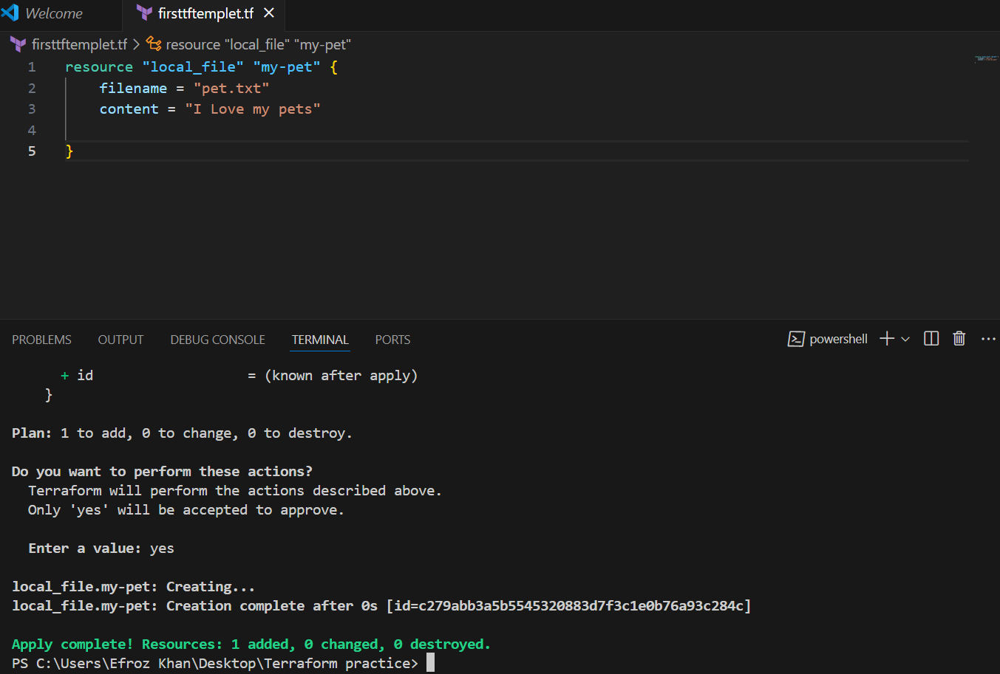 Welcome firsttftemplet.tf
firsttftemplet.tf > resource "local_file" "my-pet"
1 resource "local_file" "my-pet" {
2 filename = "pet.txt"
3 content = "I Love my pets"
4
5 }
PROBLEMS OUTPUT DEBUG CONSOLE TERMINAL PORTS powershell
+ id = (known after apply)
}
Plan: 1 to add, 0 to change, 0 to destroy.
Do you want to perform these actions?
Terraform will perform the actions described above.
Only 'yes' will be accepted to approve.
Enter a value: yes
local_file.my-pet: Creating...
local_file.my-pet: Creation complete after 0s [id=c279abb3a5b5545320883d7f3c1e0b76a93c284c]
Apply complete! Resources: 1 added, 0 changed, 0 destroyed.
PS C:\Users\Efroz Khan\Desktop\Terraform practice>